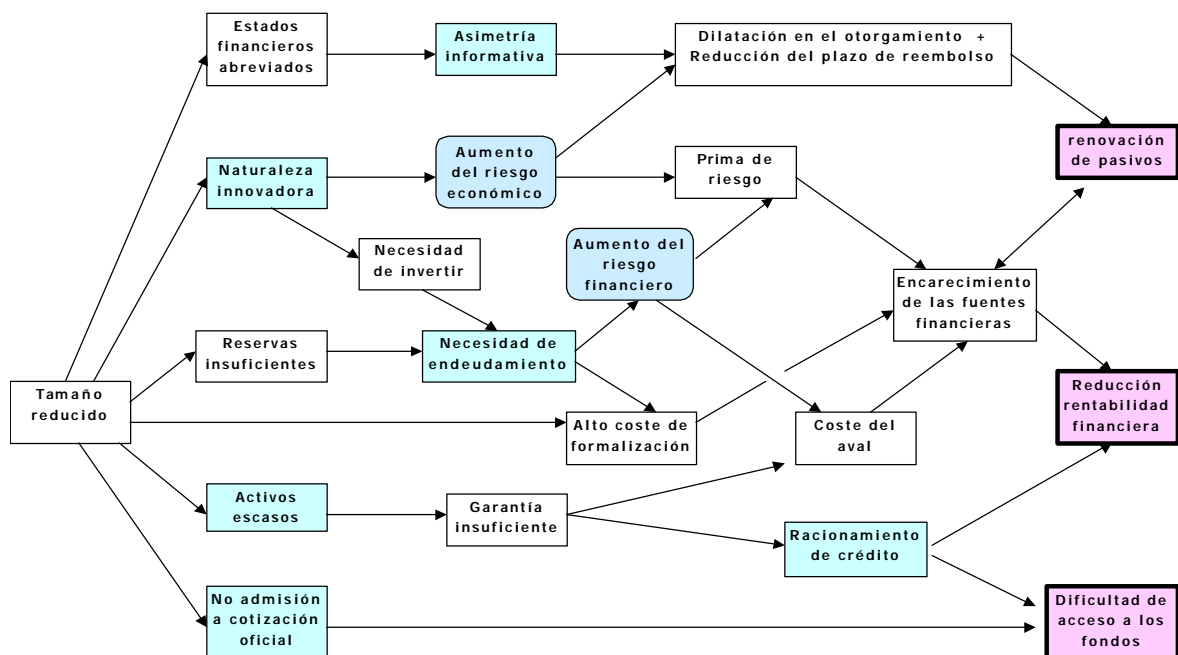 Estados
financieros
abreviados
Asimetría
informativa
Dilatación en el otorgamiento +
Reducción del plazo de reembolso
renovación
de pasivos
Naturaleza
innovadora
Aumento
del riesgo
económico
Prima de
riesgo
Necesidad
de invertir
Aumento del
riesgo
financiero
Encarecimiento
de las fuentes
financieras
Reservas
insuficientes
Necesidad de
endeudamiento
Tamaño
reducido
Alto coste de
formalización
Coste del
aval
Reducción
rentabilidad
financiera
Activos
escasos
Garantía
insuficiente
Racionamiento
de crédito
No admisión
a cotización
oficial
Dificultad de
acceso a los
fondos